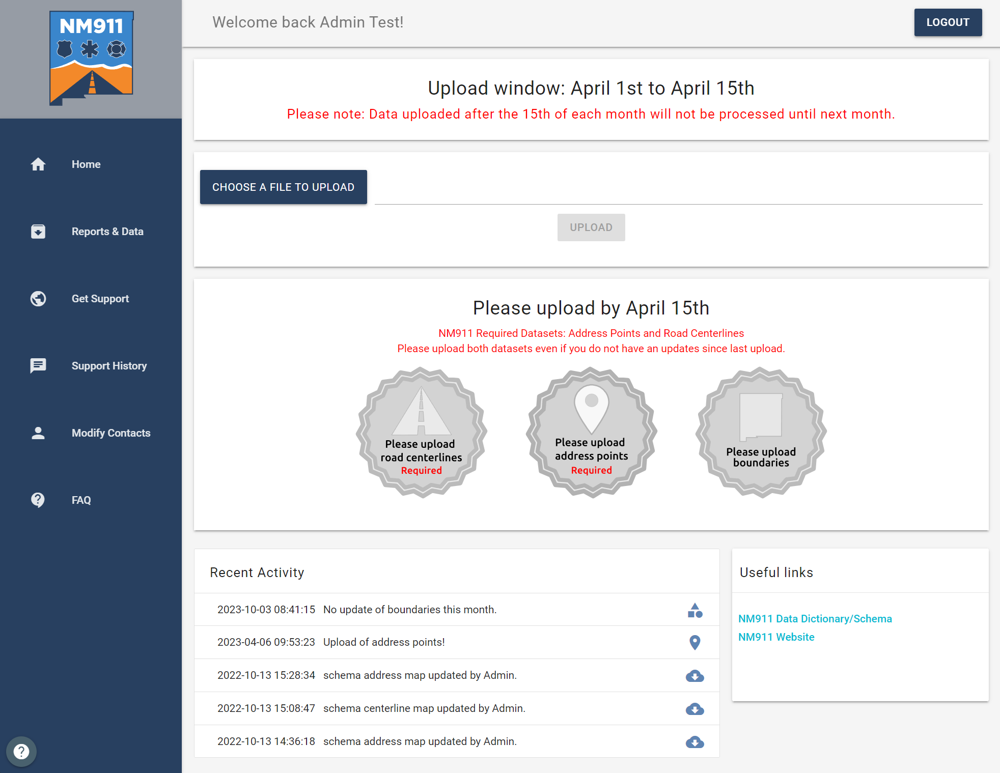 NM911
Welcome back Admin Test!
LOGOUT
Upload window: April 1st to April 15th
Please note: Data uploaded after the 15th of each month will not be processed until next month.
Home
Reports & Data
Get Support
Support History
Modify Contacts
FAQ
CHOOSE A FILE TO UPLOAD
UPLOAD
Please upload by April 15th
NM911 Required Datasets: Address Points and Road Centerlines
Please upload both datasets even if you do not have an updates since last upload.
Please upload
road centerlines
Required
Please upload
address points
Required
Please upload
boundaries
Recent Activity
2023-10-03 08:41:15 No update of boundaries this month.
2023-04-06 09:53:23 Upload of address points!
2022-10-13 15:28:34 schema address map updated by Admin.
2022-10-13 15:08:47 schema centerline map updated by Admin.
2022-10-13 14:36:18 schema address map updated by Admin.
Useful links
NM911 Data Dictionary/Schema
NM911 Website